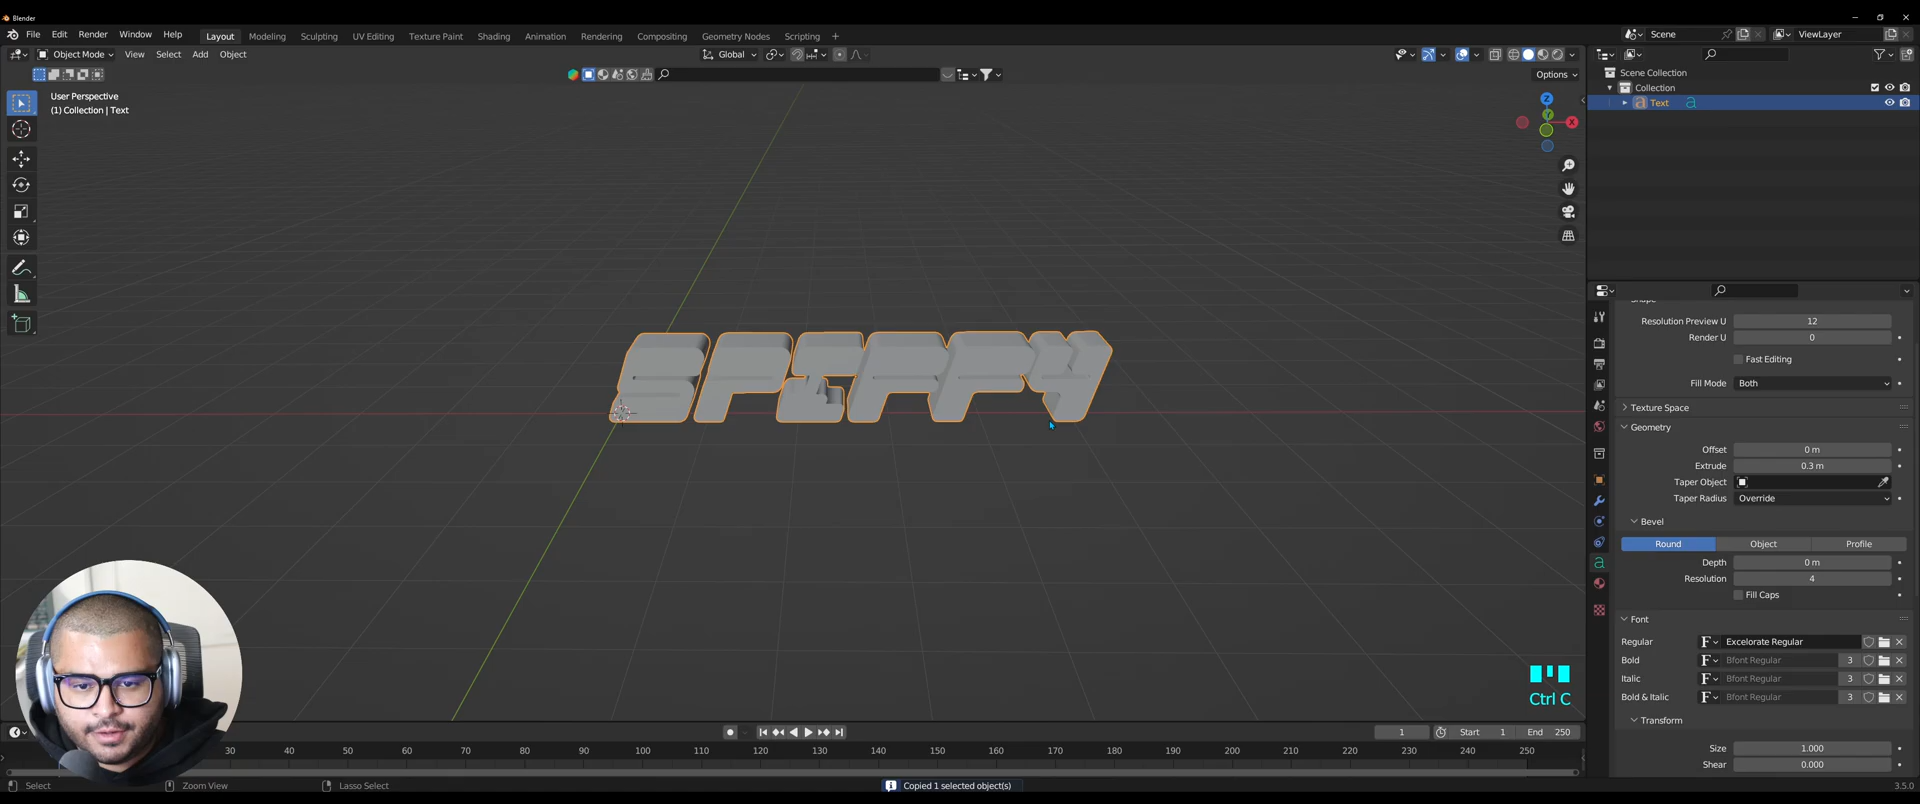 Blender
File Edit Render Window Help
Layout Modeling Sculpting UV Editing Texture Paint Shading Animation Rendering Compositing Geometry Nodes Scripting +
Scene
ViewLayer
Object Mode View Select Add Object
Global
Options
User Perspective
(1) Collection | Text
Z
Y
X
Scene Collection
Collection
Text
Shape
Resolution Preview U 12
Render U 0
Fast Editing
Fill Mode Both
Texture Space
Geometry
Offset 0 m
Extrude 0.3 m
Taper Object
Taper Radius Override
Bevel
Round Object Profile
Depth 0 m
Resolution 4
Fill Caps
Font
Regular Excelorate Regular
Bold Bfont Regular 3
Italic Bfont Regular 3
Bold & Italic Bfont Regular 3
Transform
Size 1.000
Shear 0.000
Ctrl C
1 Start 1 End 250
30 40 50 60 70 80 90 100 110 120 130 140 150 160 170 180 190 200 210 220 230 240 250
Select Zoom View Lasso Select
Copied 1 selected object(s)
3.5.0